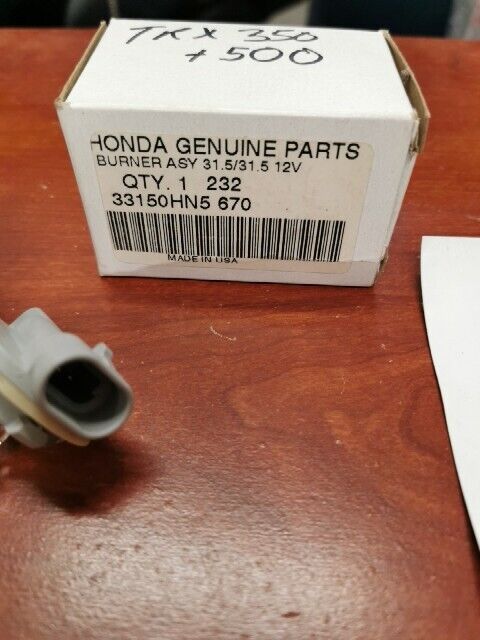 TRX 350
+ 500
HONDA GENUINE PARTS
BURNER ASY 31.5/31.5 12V
QTY. 1 232
33150HN5 670
MADE IN USA